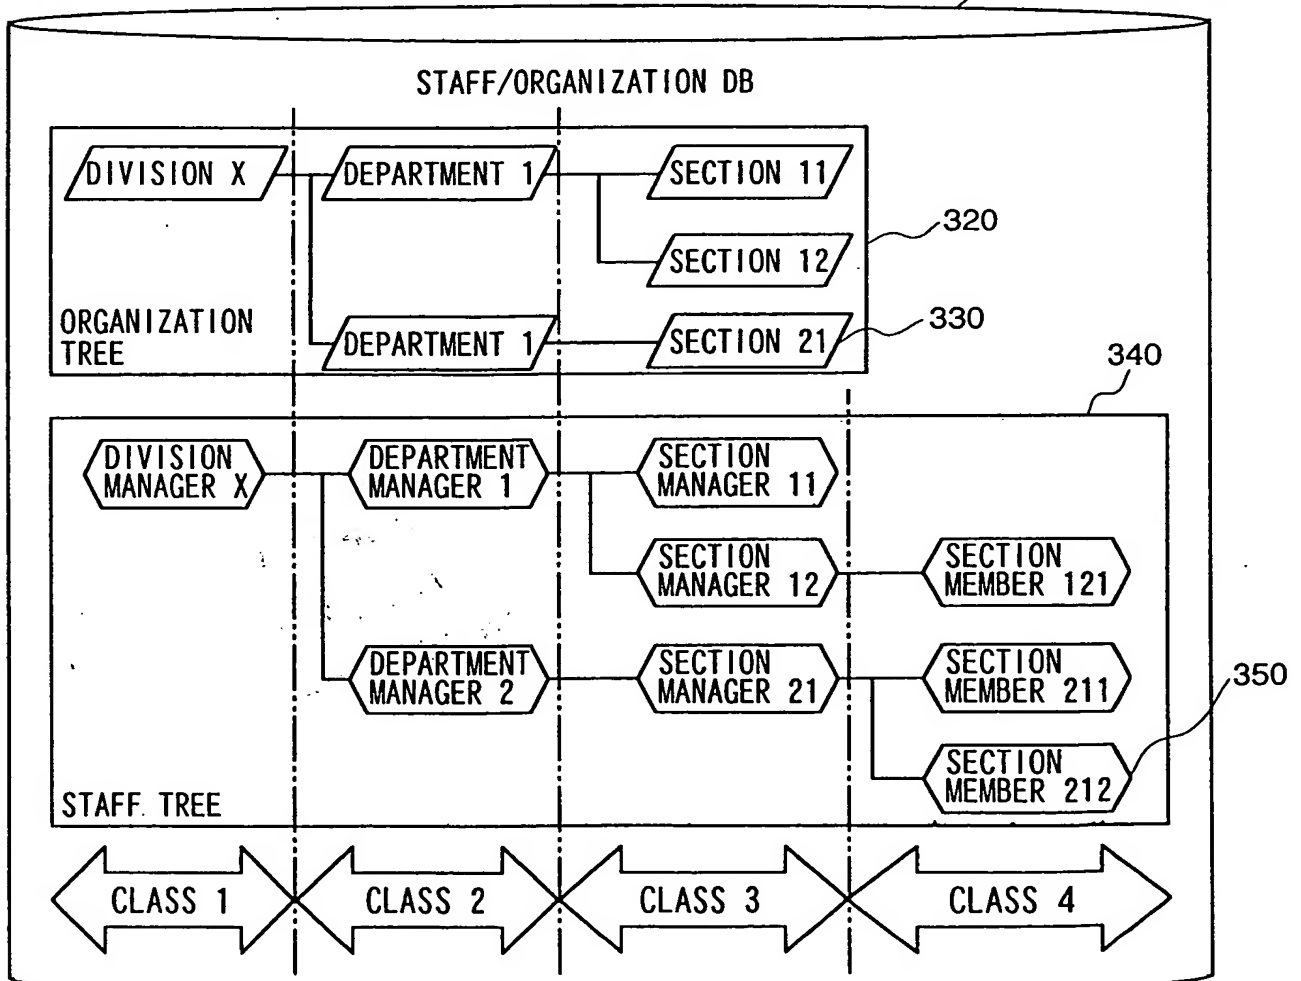 STAFF/ORGANIZATION DB
DIVISION X
DEPARTMENT 1
SECTION 11
SECTION 12
320
ORGANIZATION
TREE
DEPARTMENT 1
SECTION 21
330
340
DIVISION
MANAGER X
DEPARTMENT
MANAGER 1
SECTION
MANAGER 11
SECTION
MANAGER 12
SECTION
MEMBER 121
DEPARTMENT
MANAGER 2
SECTION
MANAGER 21
SECTION
MEMBER 211
350
SECTION
MEMBER 212
STAFF TREE
CLASS 1
CLASS 2
CLASS 3
CLASS 4